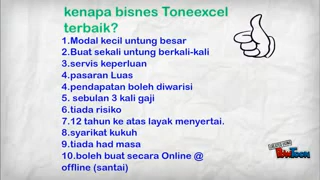 kenapa bisnes Toneexcel
terbaik?
1.Modal kecil untung besar
2.Buat sekali untung berkali-kali
3.servis keperluan
4.pasaran Luas
4.pendapatan boleh diwarisi
5. sebulan 3 kali gaji
6.tiada risiko
7.12 tahun ke atas layak menyertai.
8.syarikat kukuh
9.tiada had masa
10.boleh buat secara Online @
offline (santai)
PowToon